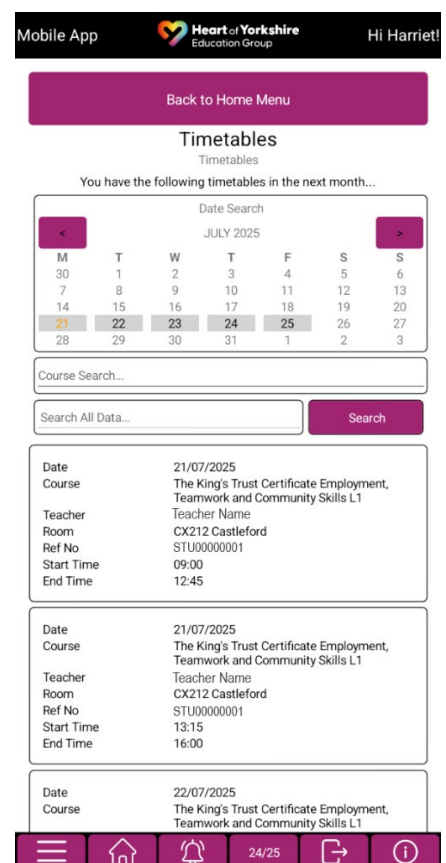 Mobile App
Heart of Yorkshire
Education Group
Hi Harriet!
Back to Home Menu
Timetables
Timetables
You have the following timetables in the next month...
Date Search
< JULY 2025 >
M T W T F S S
30 1 2 3 4 5 6
7 8 9 10 11 12 13
14 15 16 17 18 19 20
21 22 23 24 25 26 27
28 29 30 31 1 2 3
Course Search...
Search All Data... Search
Date 21/07/2025
Course The King's Trust Certificate Employment,
Teamwork and Community Skills L1
Teacher Teacher Name
Room CX212 Castleford
Ref No STU00000001
Start Time 09:00
End Time 12:45
Date 21/07/2025
Course The King's Trust Certificate Employment,
Teamwork and Community Skills L1
Teacher Teacher Name
Room CX212 Castleford
Ref No STU00000001
Start Time 13:15
End Time 16:00
Date 22/07/2025
Course The King's Trust Certificate Employment,
Teamwork and Community Skills L1
24/25